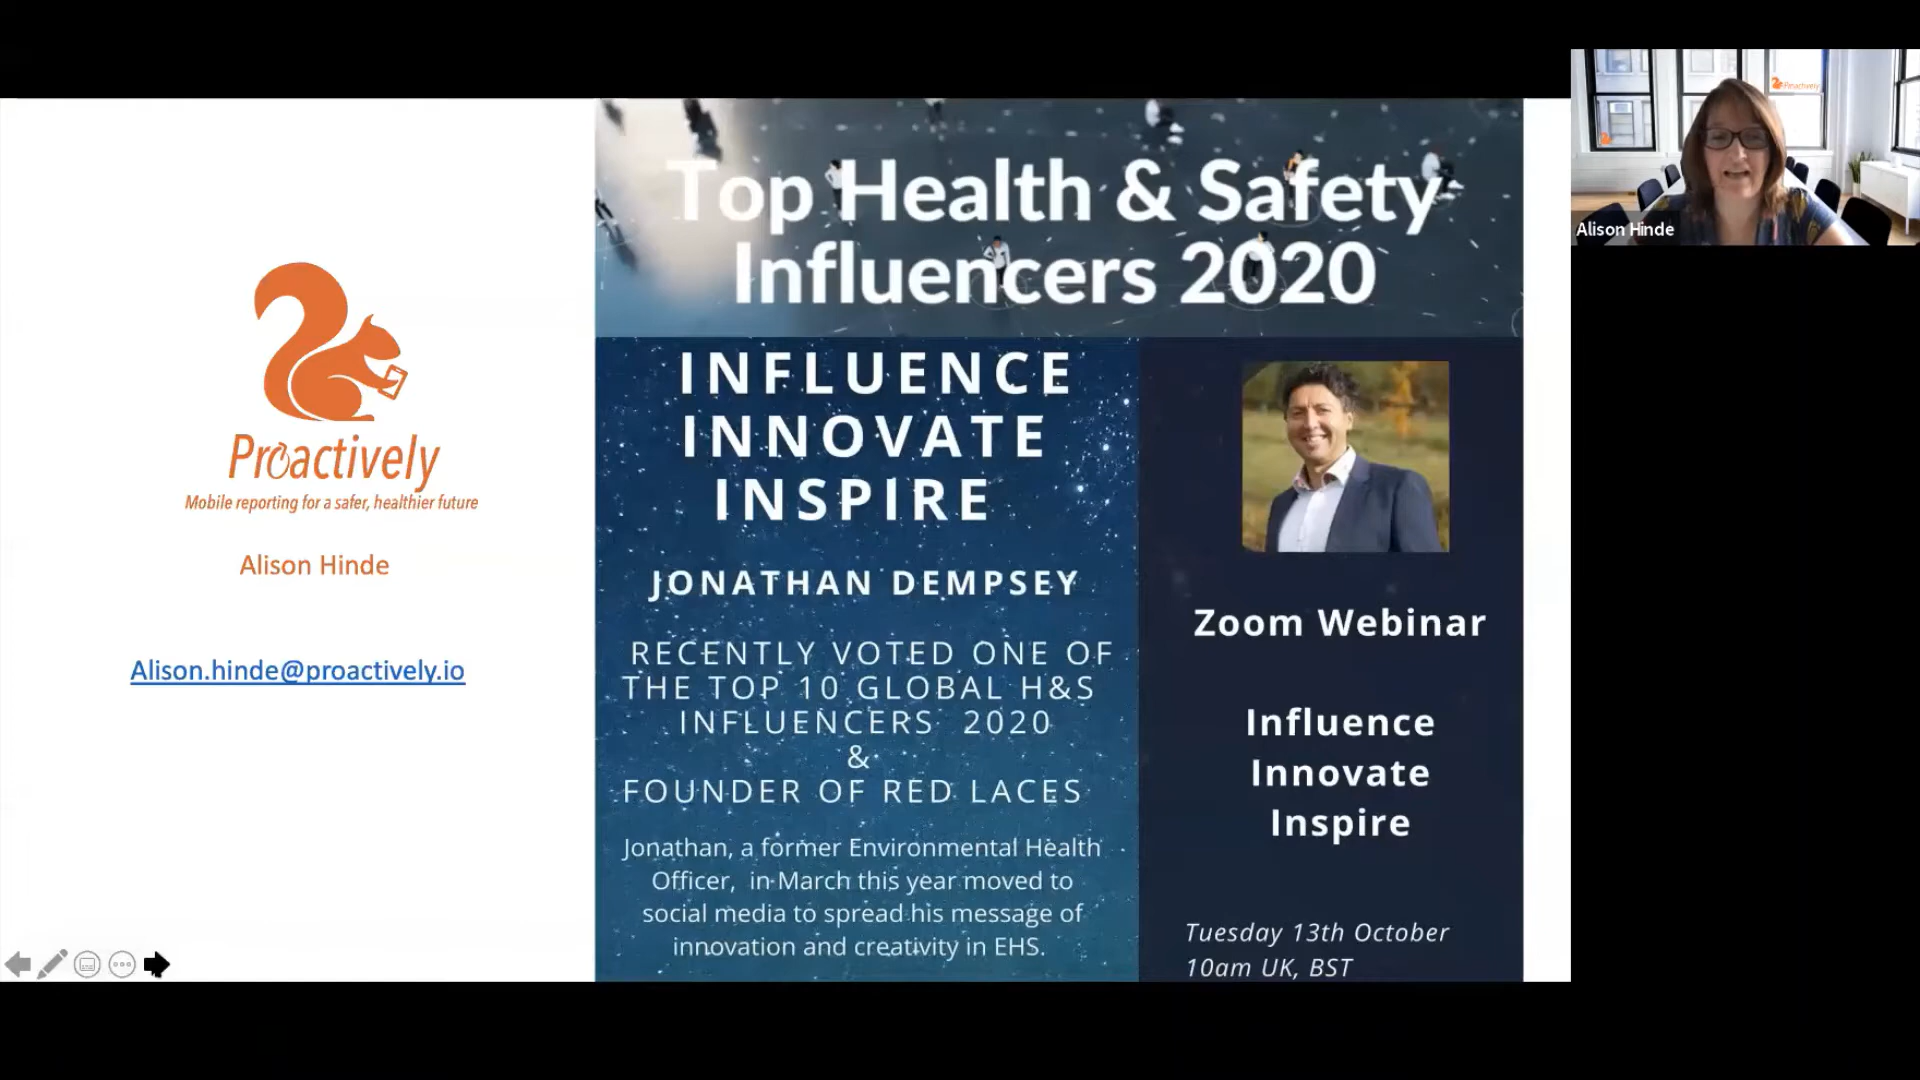 Proactively
Mobile reporting for a safer, healthier future
Alison Hinde
Alison.hinde@proactively.io
Top Health & Safety
Influencers 2020
INFLUENCE
INNOVATE
INSPIRE
JONATHAN DEMPSEY
RECENTLY VOTED ONE OF
THE TOP 10 GLOBAL H&S
INFLUENCERS 2020
&
FOUNDER OF RED LACES
Jonathan, a former Environmental Health
Officer, in March this year moved to
social media to spread his message of
innovation and creativity in EHS.
Zoom Webinar
Influence
Innovate
Inspire
Tuesday 13th October
10am UK, BST
Proactively
Alison Hinde